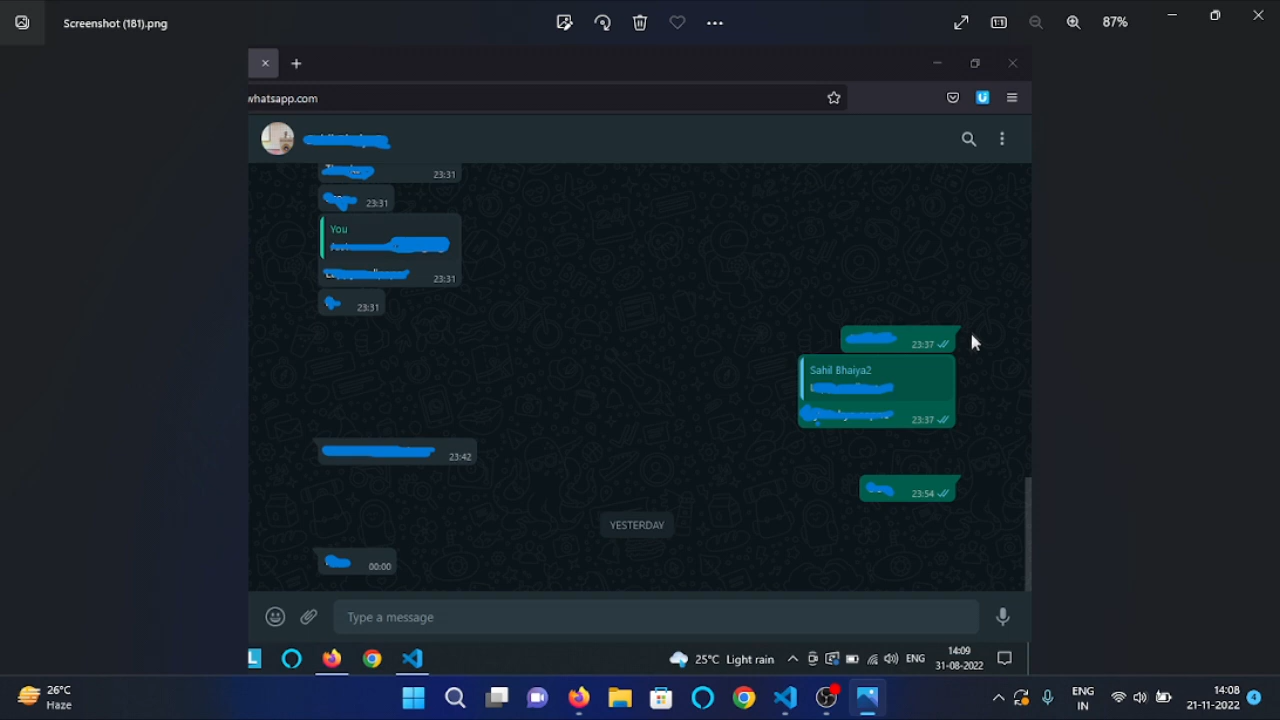 Screenshot (181).png
87%
whatsapp.com
23:31
23:31
You
23:31
23:31
23:37
Sahil Bhaiya2
23:37
23:42
23:54
YESTERDAY
00:00
Type a message
25°C Light rain
ENG
14:09
31-08-2022
26°C
Haze
ENG
IN
14:08
21-11-2022
4